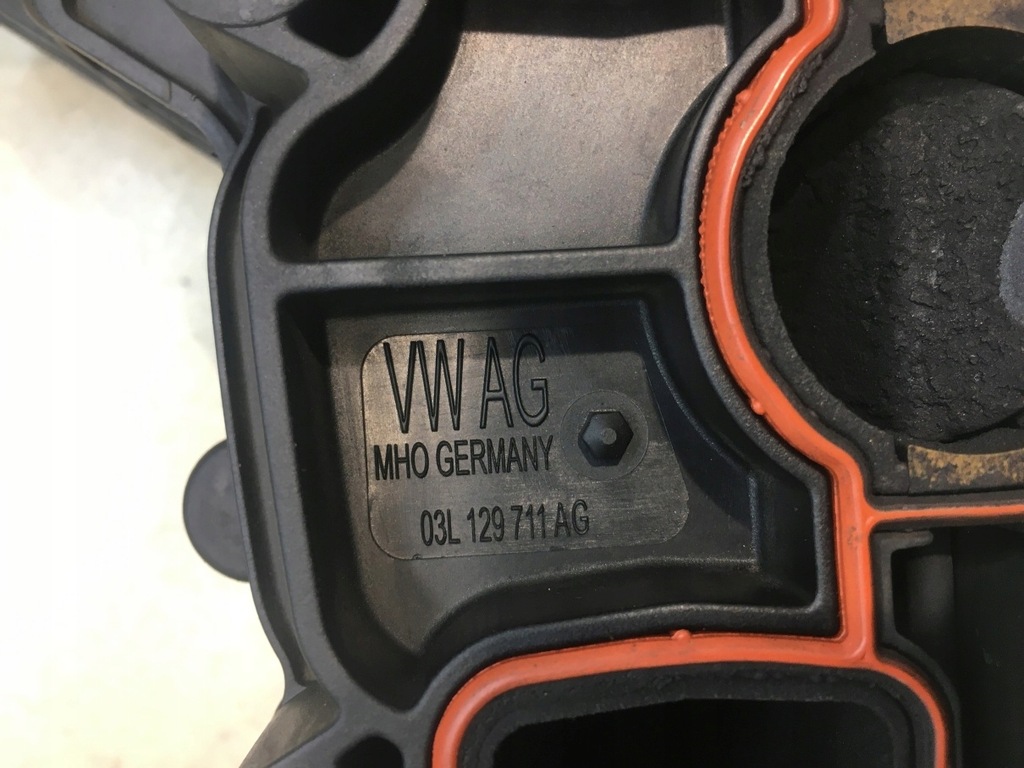 VW AG
MHO GERMANY
03L 129 711 AG